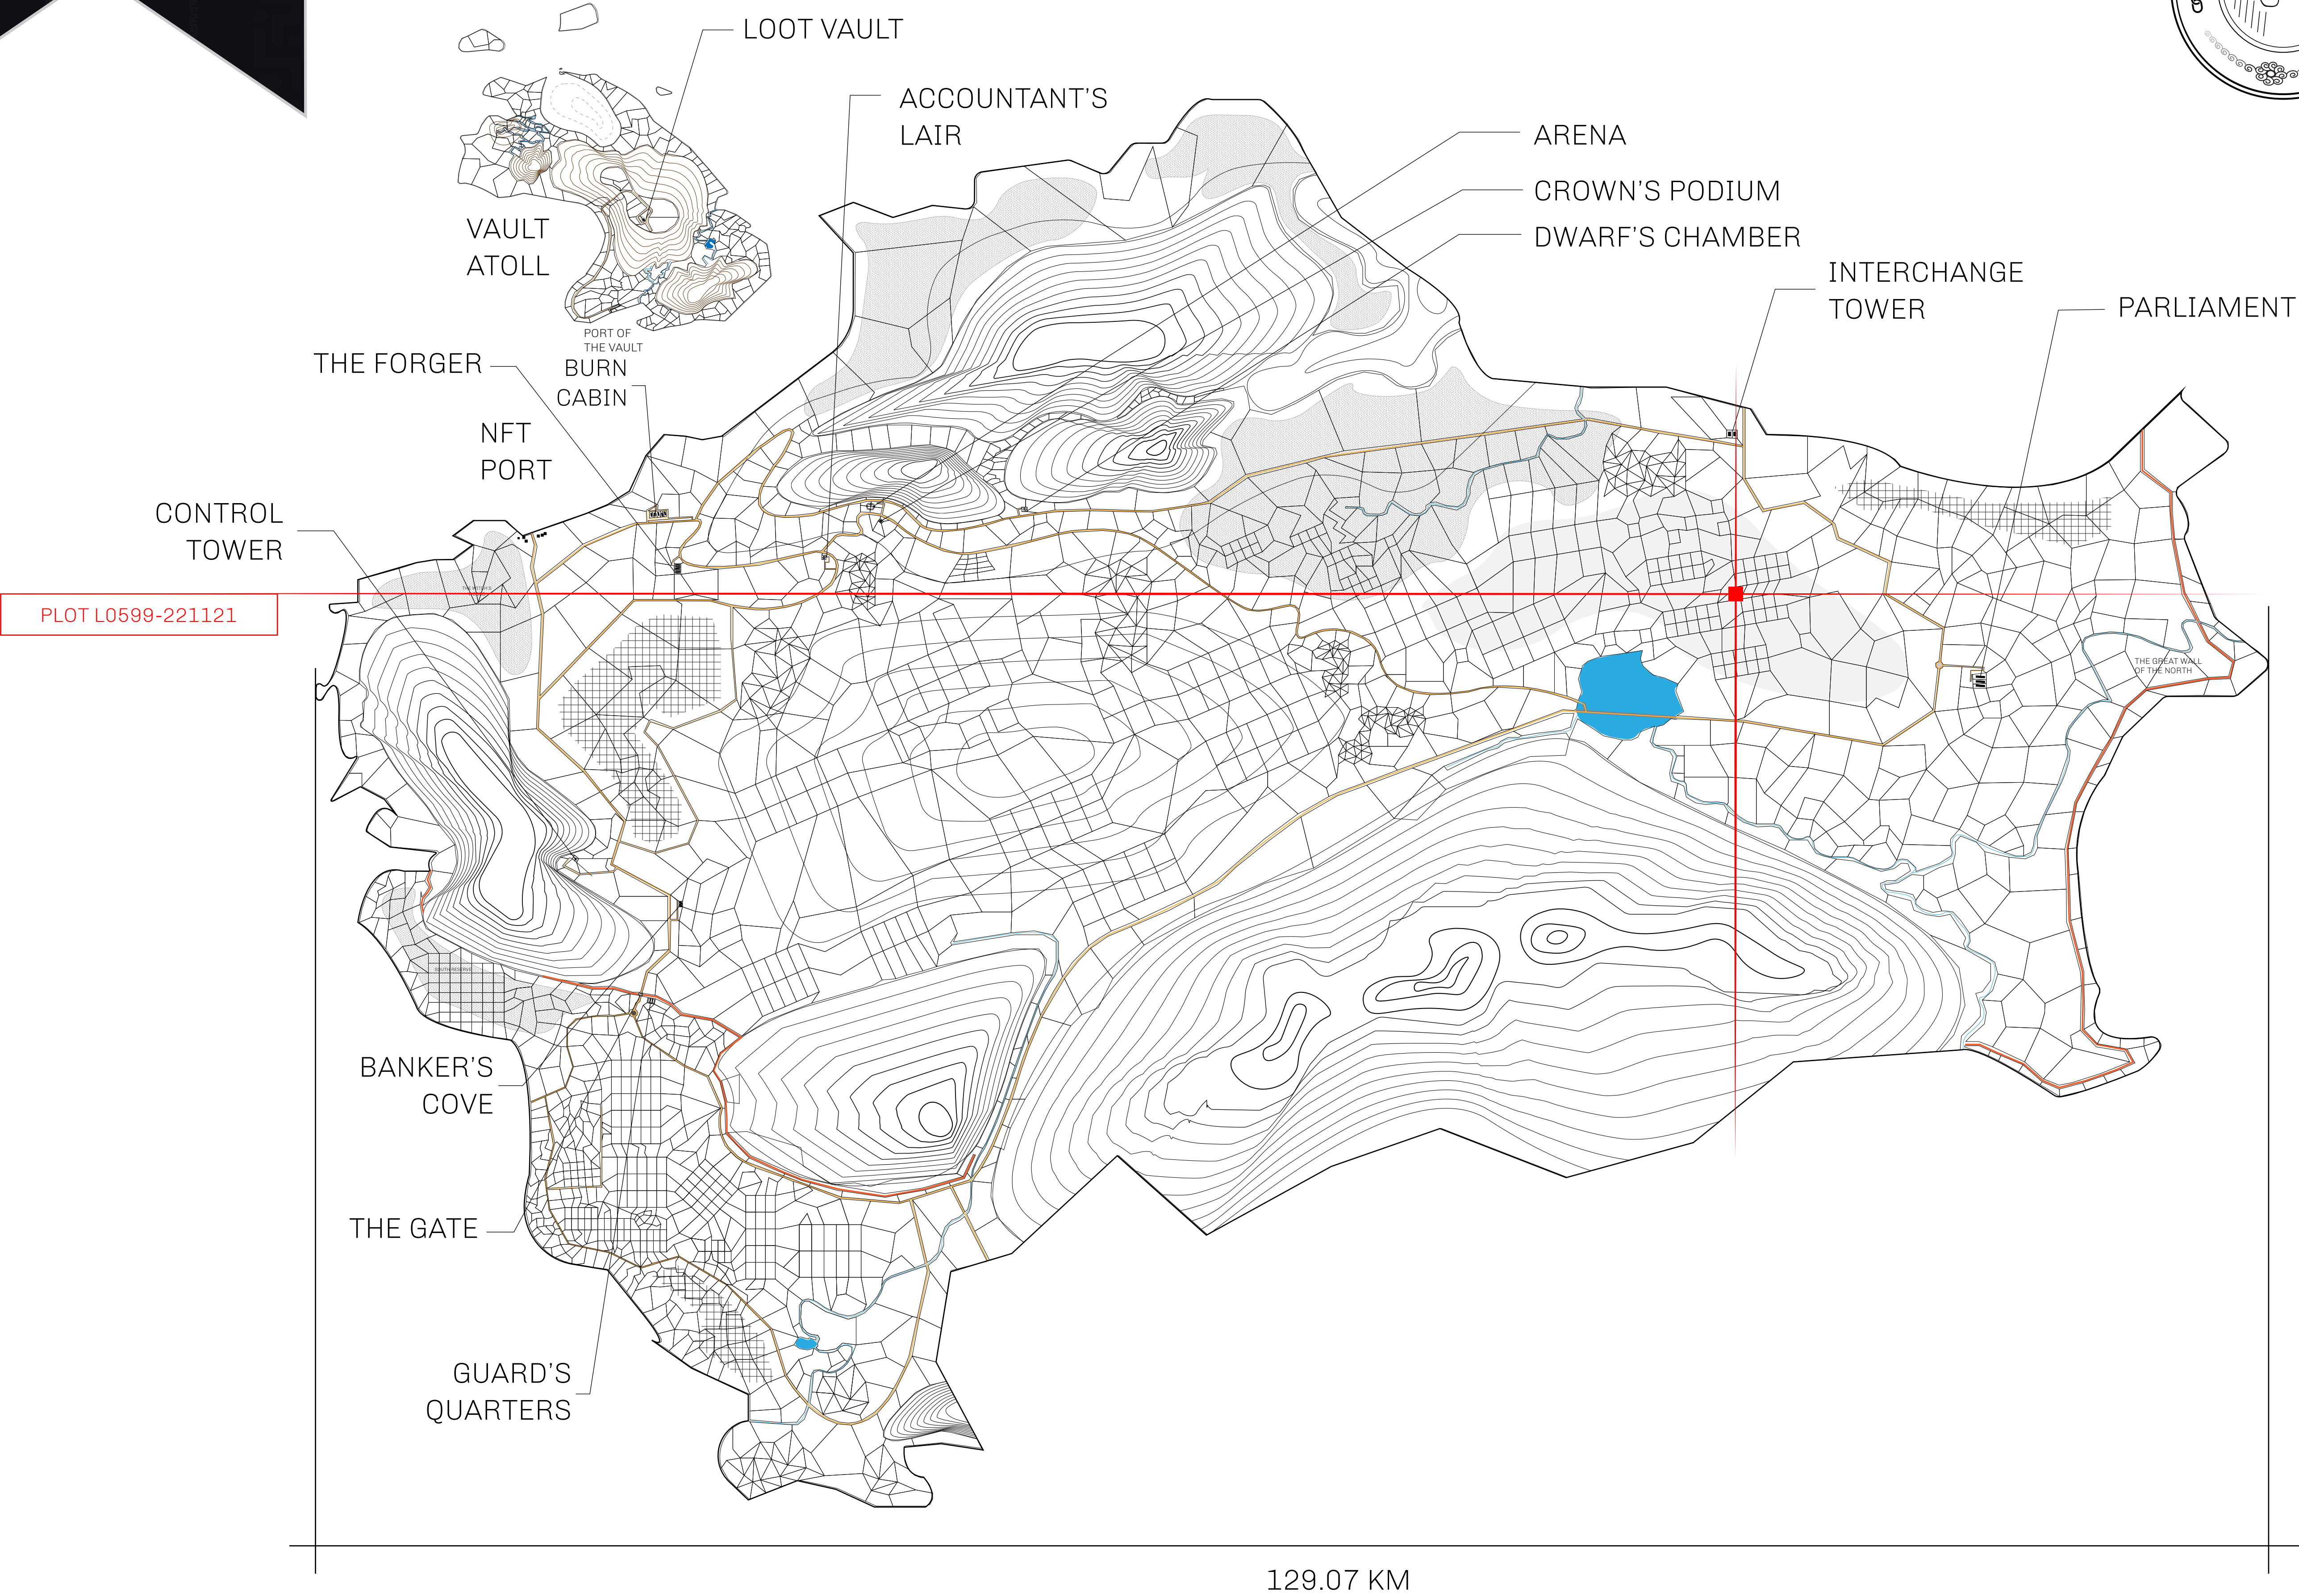 LOOT VAULT
ACCOUNTANT'S
LAIR
ARENA
CROWN'S PODIUM
DWARF'S CHAMBER
VAULT
ATOLL
INTERCHANGE
TOWER
PARLIAMENT
PORT OF
THE VAULT
THE FORGER
BURN
CABIN
NFT
PORT
CONTROL
TOWER
PLOT L0599-221121
THE GREAT WALL
OF THE NORTH
SOUTH RESERVE
BANKER'S
COVE
THE GATE
GUARD'S
QUARTERS
129.07 KM